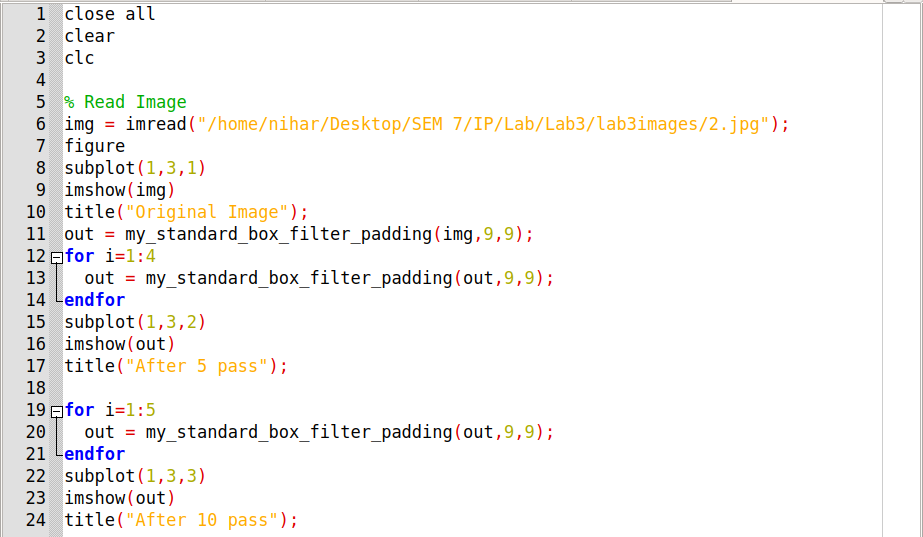 1 close all
2 clear
3 clc
4
5 % Read Image
6 img = imread("/home/nihar/Desktop/SEM 7/IP/Lab/Lab3/lab3images/2.jpg");
7 figure
8 subplot(1,3,1)
9 imshow(img)
10 title("Original Image");
11 out = my_standard_box_filter_padding(img,9,9);
12 for i=1:4
13   out = my_standard_box_filter_padding(out,9,9);
14 endfor
15 subplot(1,3,2)
16 imshow(out)
17 title("After 5 pass");
18
19 for i=1:5
20   out = my_standard_box_filter_padding(out,9,9);
21 endfor
22 subplot(1,3,3)
23 imshow(out)
24 title("After 10 pass");